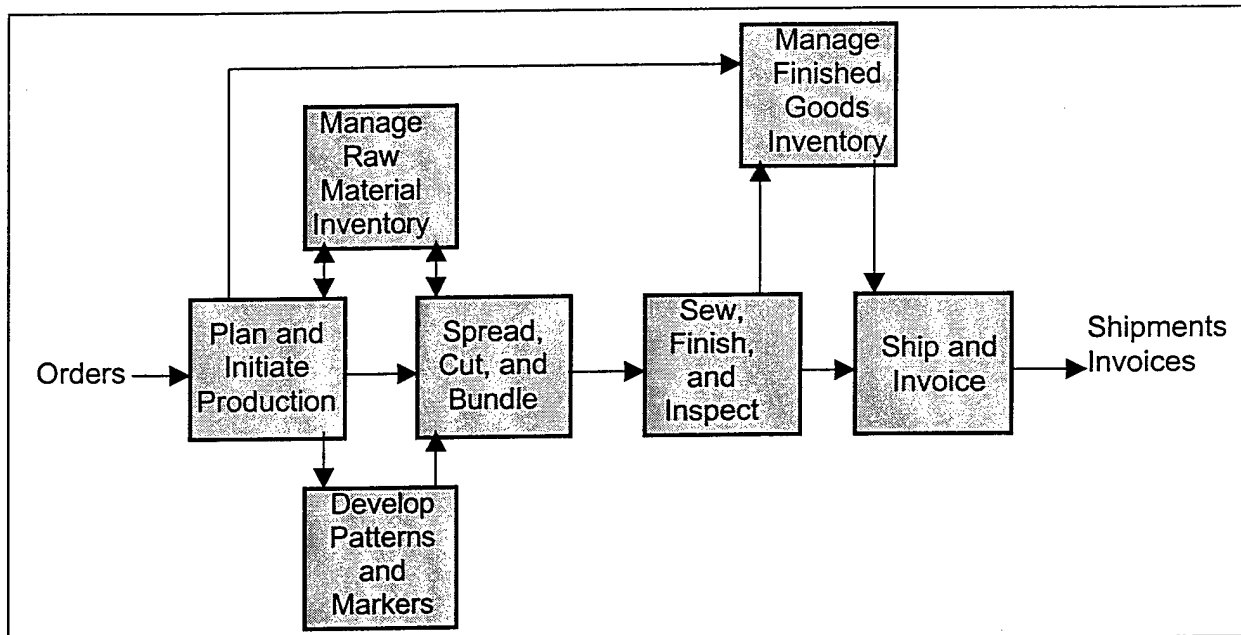 Manage
Finished
Goods
Inventory
Manage
Raw
Material
Inventory
Orders
Plan and
Initiate
Production
Spread,
Cut, and
Bundle
Sew,
Finish,
and
Inspect
Ship and
Invoice
Shipments
Invoices
Develop
Patterns
and
Markers